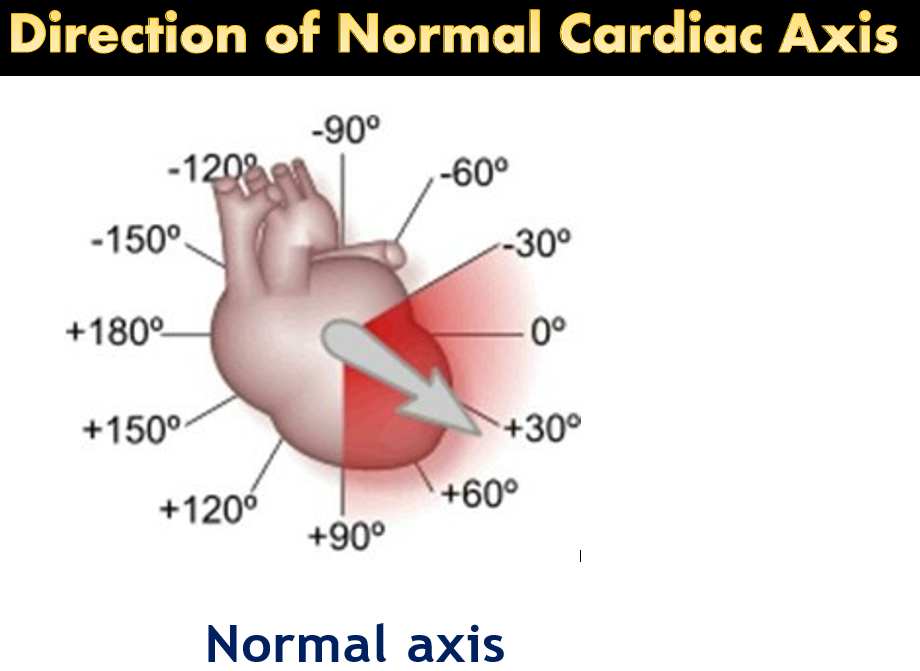 Direction of Normal Cardiac Axis
-90º
-120º
-60º
-150º
-30º
+180º
0º
+150º
+30º
+120º
+60º
+90º
Normal axis